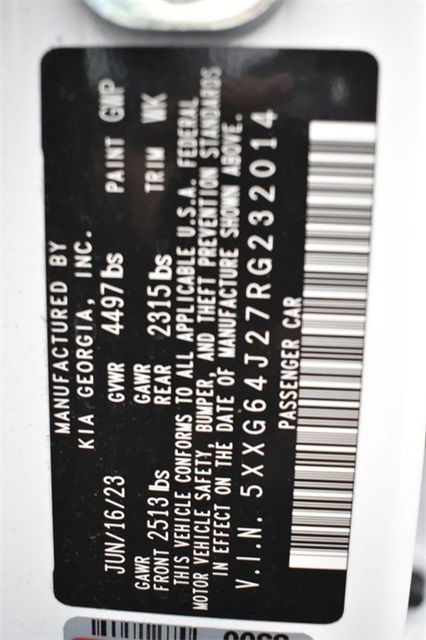 MANUFACTURED BY
KIA GEORGIA, INC.
JUN/16/23 GVWR 4497lbs PAINT GWP
GAWR FRONT 2513lbs GAWR REAR 2315lbs TRIM WK
THIS VEHICLE CONFORMS TO ALL APPLICABLE U.S.A. FEDERAL
MOTOR VEHICLE SAFETY, BUMPER, AND THEFT PREVENTION STANDARDS
IN EFFECT ON THE DATE OF MANUFACTURE SHOWN ABOVE.
V.I.N. 5XXG64J27RG232014
PASSENGER CAR